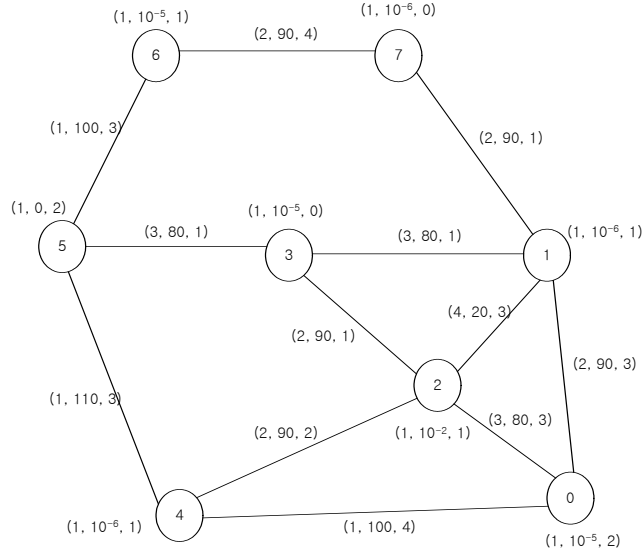 (1, 10⁻⁵, 1)
(1, 10⁻⁶, 0)
6
(2, 90, 4)
7
(1, 100, 3)
(2, 90, 1)
(1, 0, 2)
(1, 10⁻⁵, 0)
(1, 10⁻⁶, 1)
5
(3, 80, 1)
3
(3, 80, 1)
1
(4, 20, 3)
(2, 90, 1)
(2, 90, 3)
2
(1, 110, 3)
(2, 90, 2)
(1, 10⁻², 1)
(3, 80, 3)
0
4
(1, 10⁻⁶, 1)
(1, 100, 4)
(1, 10⁻⁵, 2)